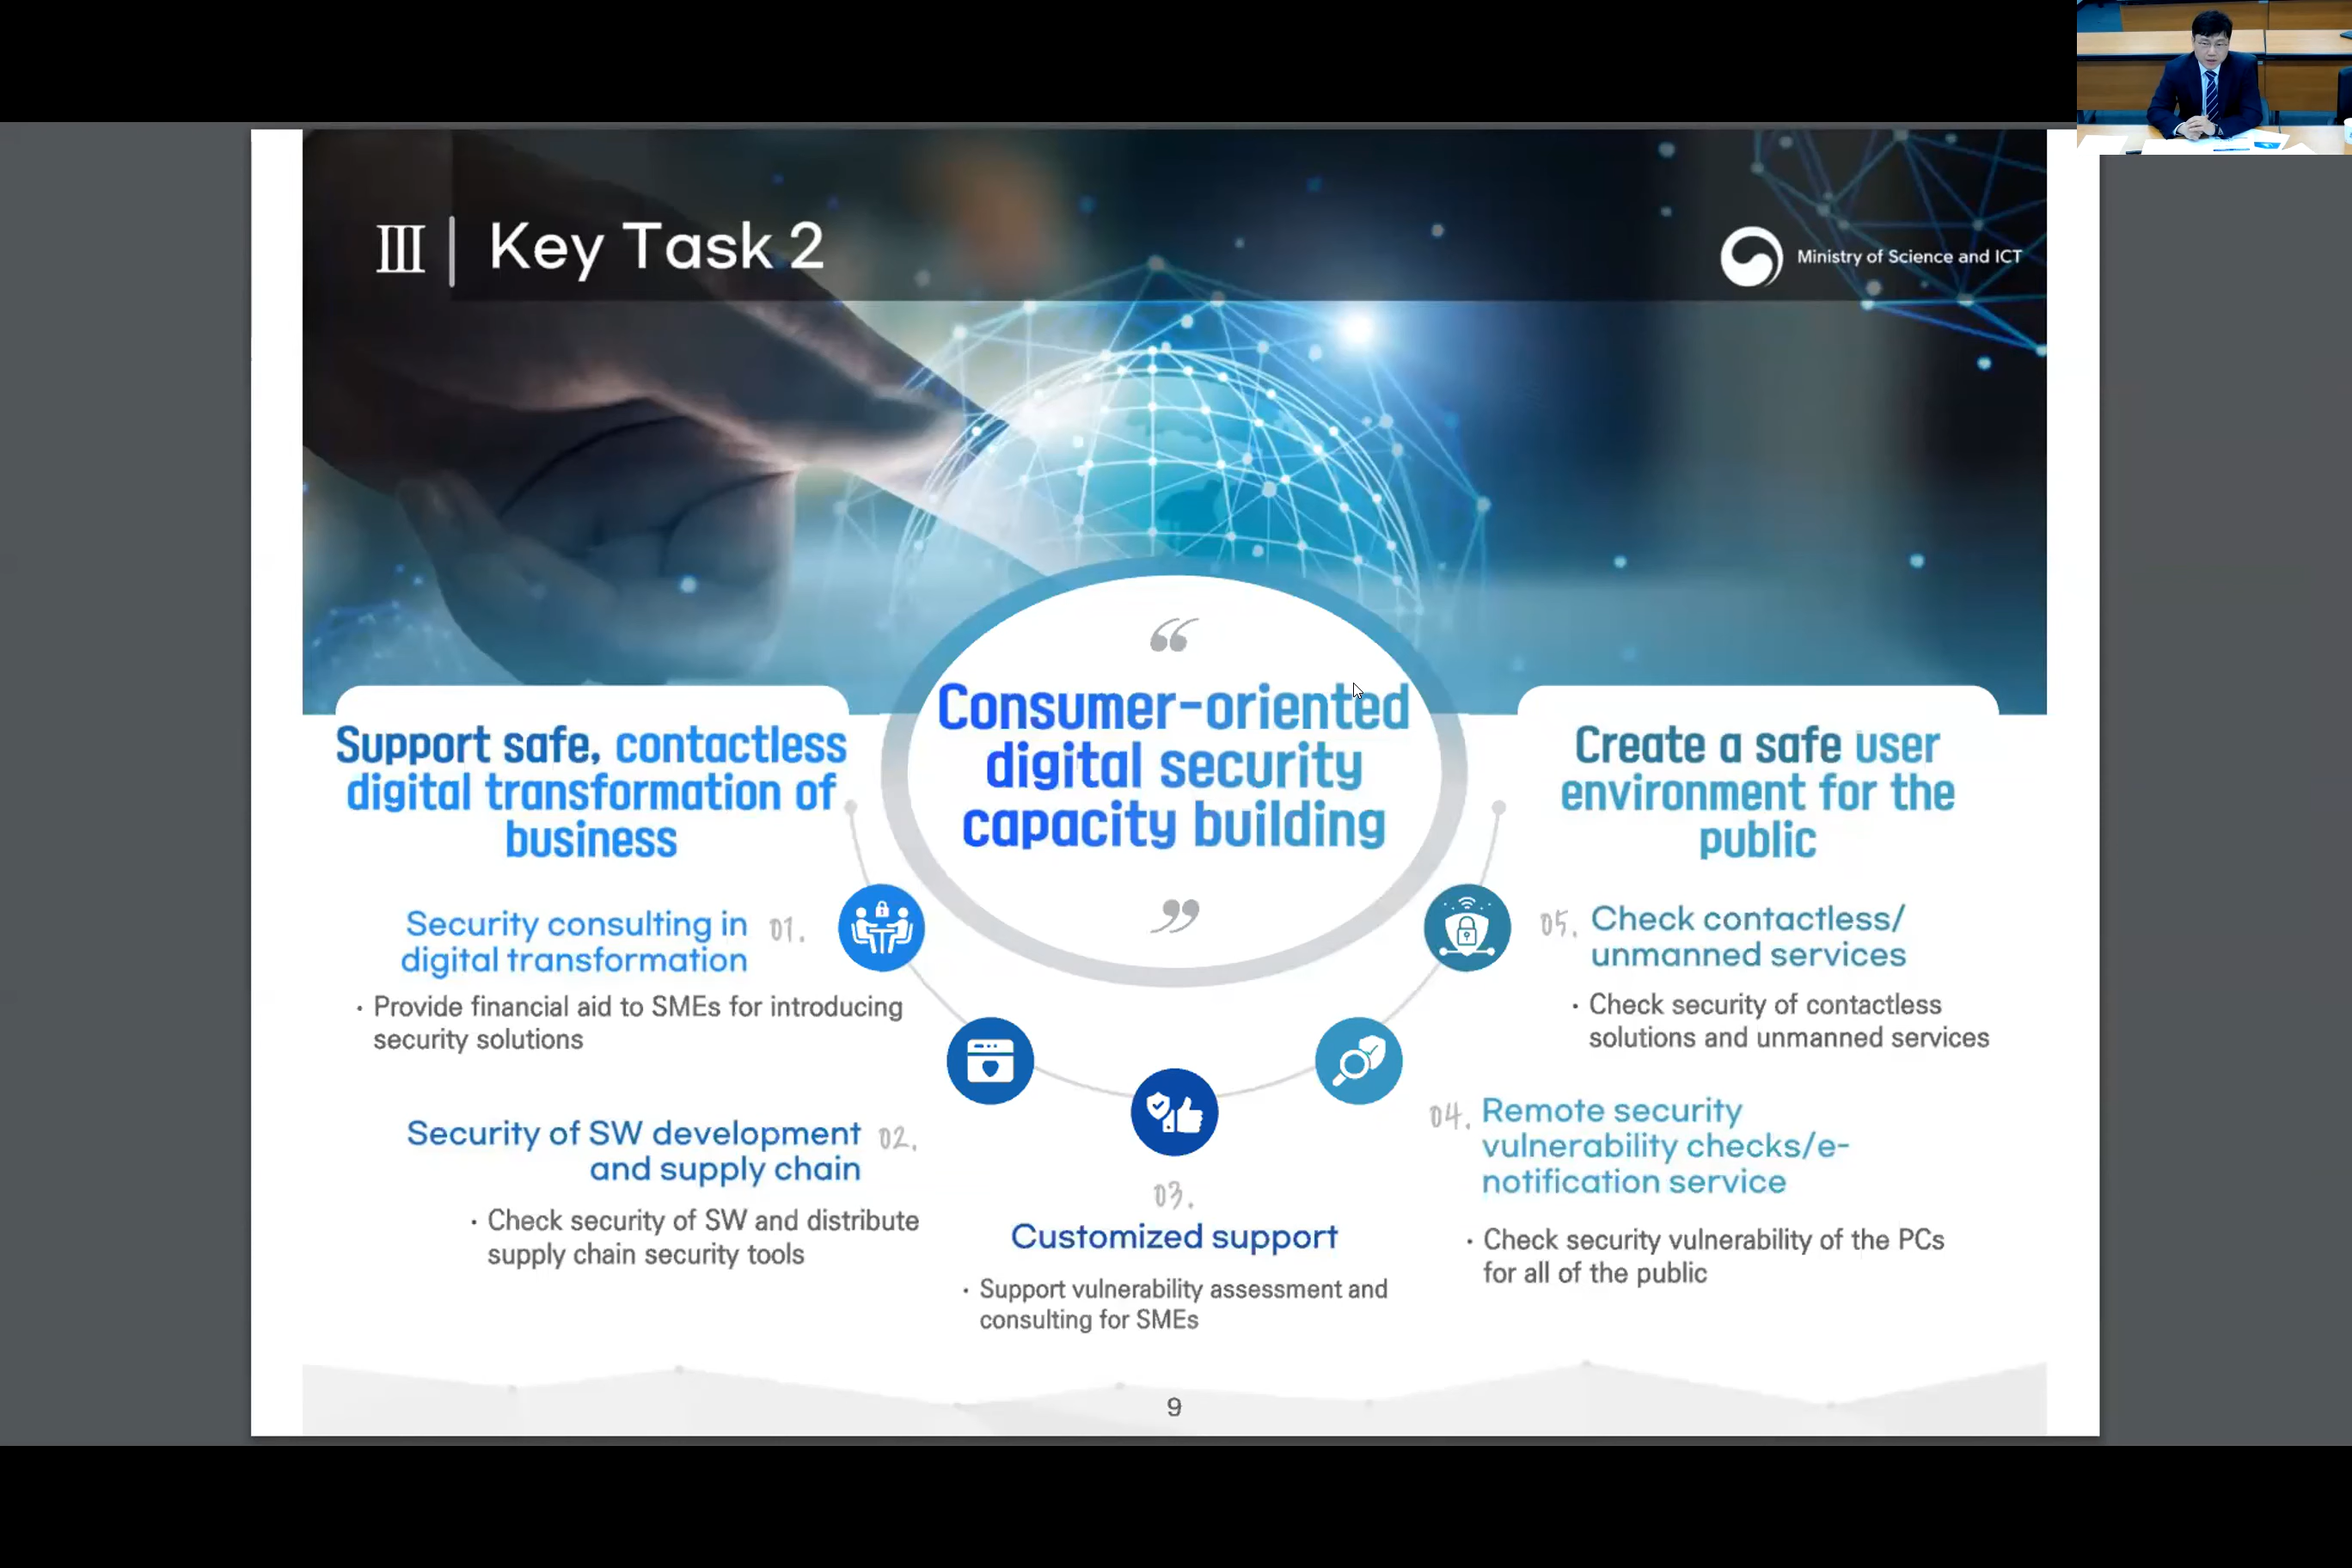 III | Key Task 2
Ministry of Science and ICT
“
Consumer-oriented
digital security
capacity building
”
Support safe, contactless
digital transformation of
business
01.
Security consulting in
digital transformation
· Provide financial aid to SMEs for introducing
security solutions
02.
Security of SW development
and supply chain
· Check security of SW and distribute
supply chain security tools
03.
Customized support
· Support vulnerability assessment and
consulting for SMEs
Create a safe user
environment for the
public
05. Check contactless/
unmanned services
· Check security of contactless
solutions and unmanned services
04. Remote security
vulnerability checks/e-
notification service
· Check security vulnerability of the PCs
for all of the public
9